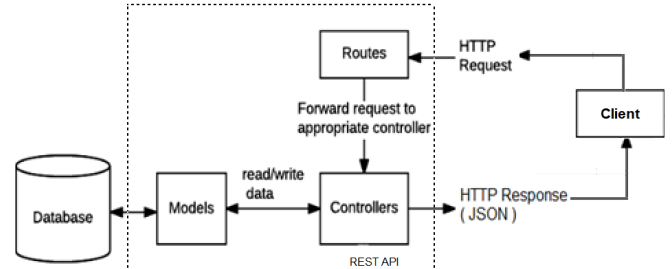 Routes
HTTP
Request
Client
Forward request to
appropriate controller
read/write
data
Database
Models
Controllers
HTTP Response
( JSON )
REST API